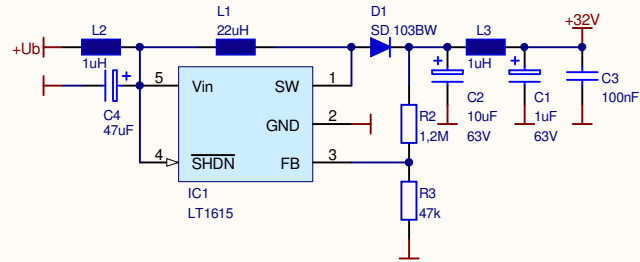 L2
L1
D1
+32V
22uH
SD 103BW
L3
+Ub
1uH
1uH
+
+
+
C4
47uF
5
Vin
SW
1
C2
10uF
63V
C1
1uF
63V
C3
100nF
GND
2
R2
1,2M
4
SHDN
FB
3
IC1
LT1615
R3
47k